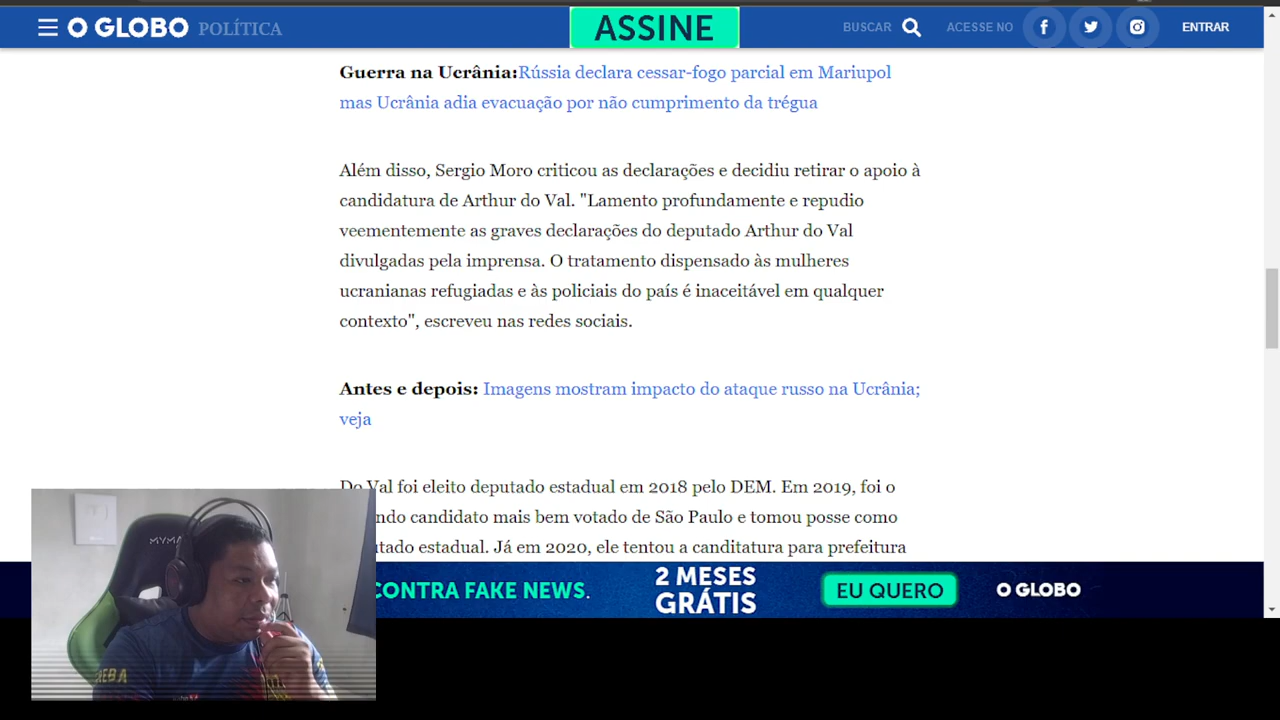 O GLOBO POLÍTICA ASSINE BUSCAR ACESSE NO ENTRAR
Guerra na Ucrânia:Rússia declara cessar-fogo parcial em Mariupol
mas Ucrânia adia evacuação por não cumprimento da trégua
Além disso, Sergio Moro criticou as declarações e decidiu retirar o apoio à
candidatura de Arthur do Val. "Lamento profundamente e repudio
veementemente as graves declarações do deputado Arthur do Val
divulgadas pela imprensa. O tratamento dispensado às mulheres
ucranianas refugiadas e às policiais do país é inaceitável em qualquer
contexto", escreveu nas redes sociais.
Antes e depois: Imagens mostram impacto do ataque russo na Ucrânia;
veja
Do Val foi eleito deputado estadual em 2018 pelo DEM. Em 2019, foi o
candidato mais bem votado de São Paulo e tomou posse como
estadual. Já em 2020, ele tentou a canditatura para prefeitura
CONTRA FAKE NEWS.
2 MESES
GRÁTIS
EU QUERO
O GLOBO